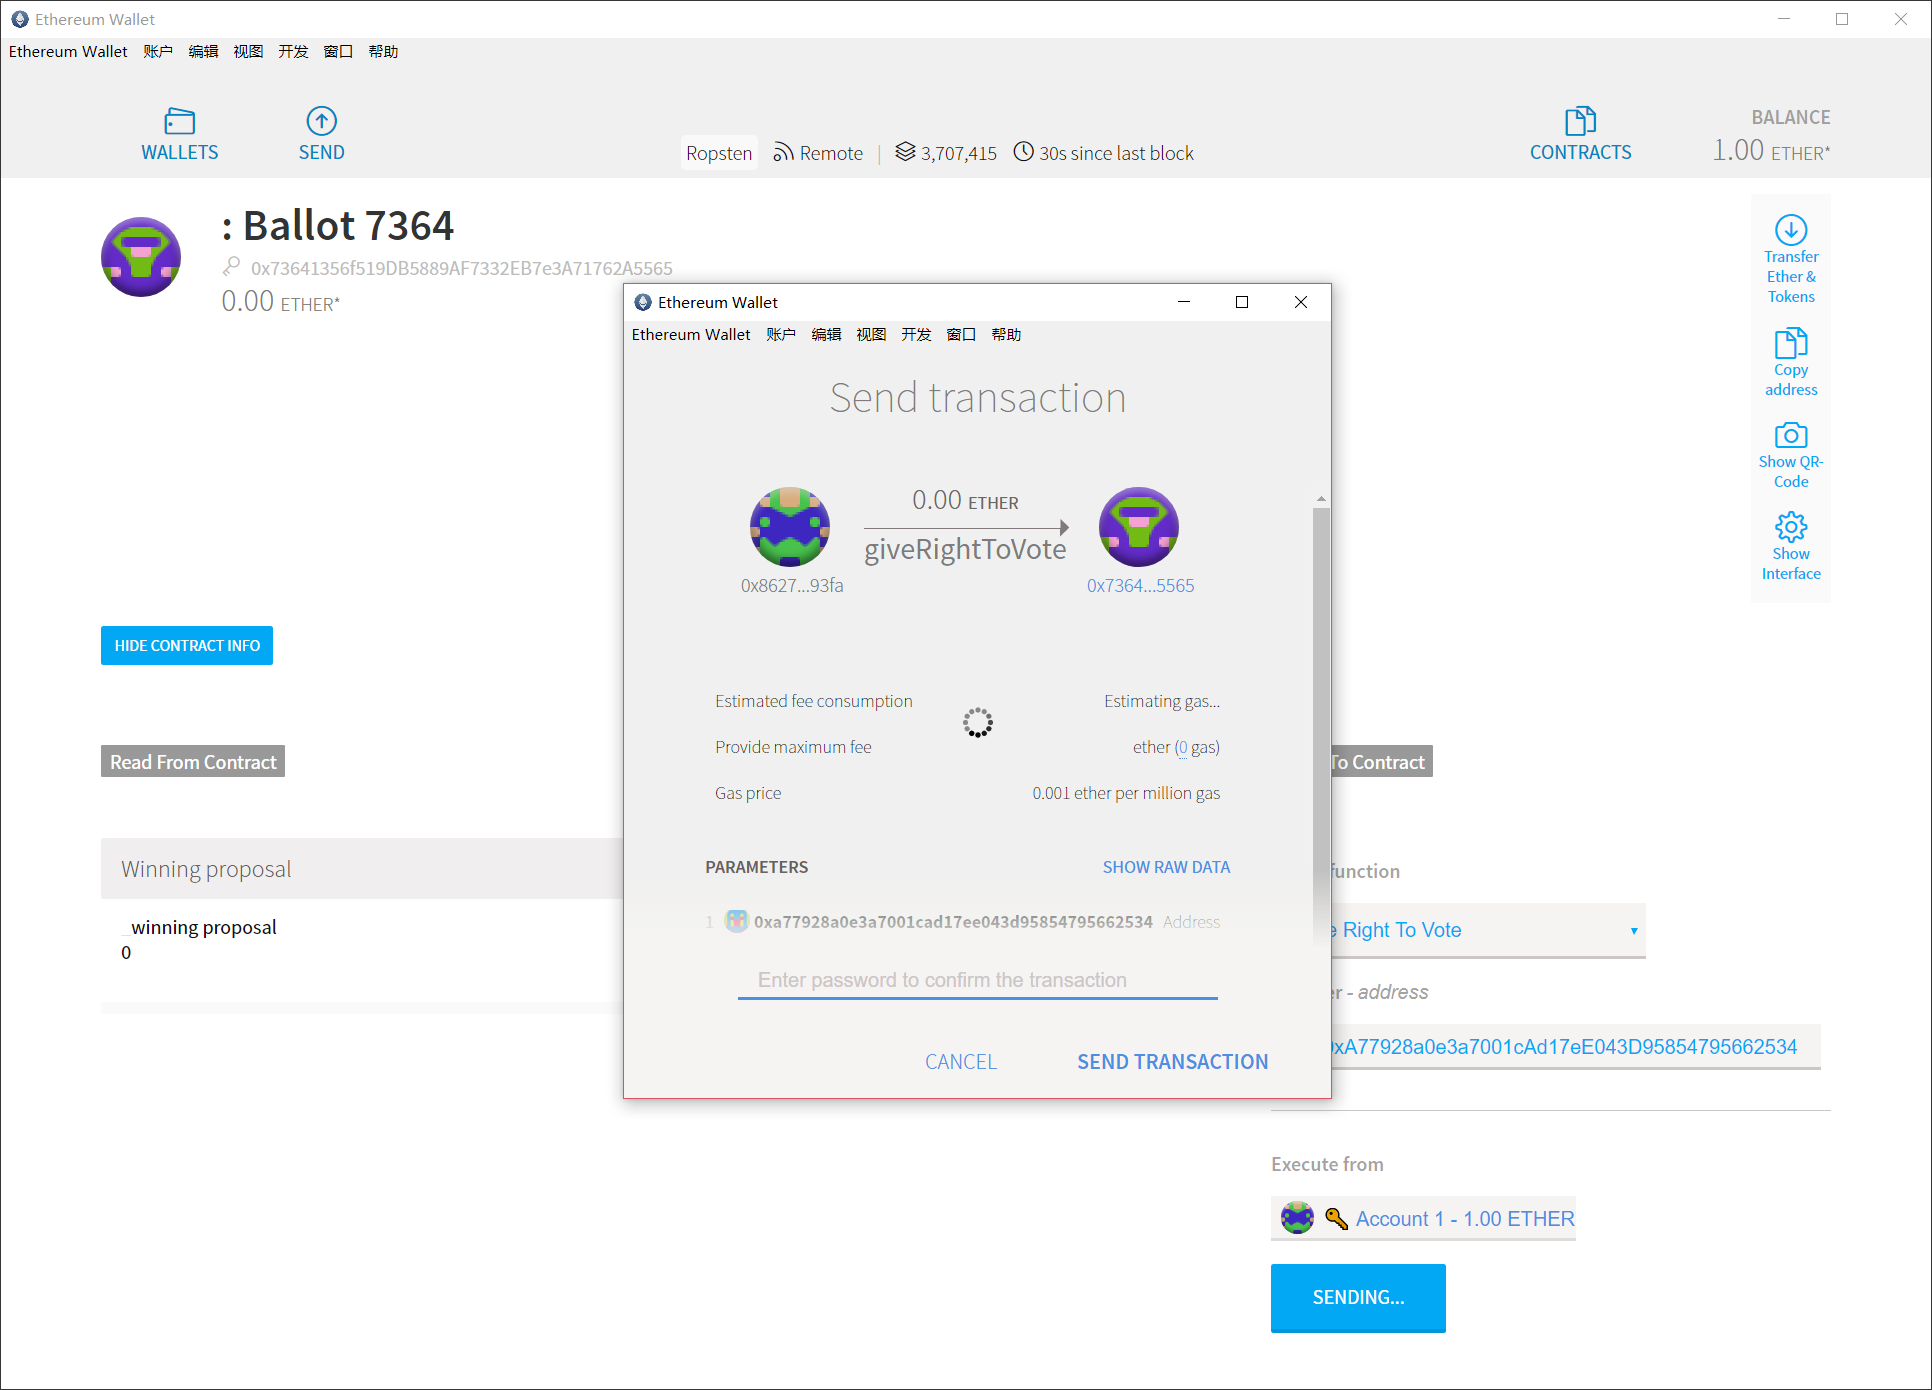 Ethereum Wallet
Ethereum Wallet 账户 编辑 视图 开发 窗口 帮助
WALLETS
SEND
Ropsten Remote | 3,707,415 30s since last block
CONTRACTS
BALANCE
1.00 ETHER*
: Ballot 7364
0x73641356f519DB5889AF7332EB7e3A71762A5565
0.00 ETHER*
Transfer
Ether &
Tokens
Copy
address
Show QR-
Code
Show
Interface
HIDE CONTRACT INFO
Read From Contract
Winning proposal
_winning proposal
0
Ethereum Wallet
Ethereum Wallet 账户 编辑 视图 开发 窗口 帮助
Send transaction
0.00 ETHER
giveRightToVote
0x8627...93fa
0x7364...5565
Estimated fee consumption Estimating gas...
Provide maximum fee ether (0 gas)
Gas price 0.001 ether per million gas
PARAMETERS SHOW RAW DATA
1 0xa77928a0e3a7001cad17ee043d95854795662534 Address
Enter password to confirm the transaction
CANCEL SEND TRANSACTION
To Contract
function
e Right To Vote
er - address
0xA77928a0e3a7001cAd17eE043D95854795662534
Execute from
Account 1 - 1.00 ETHER
SENDING...